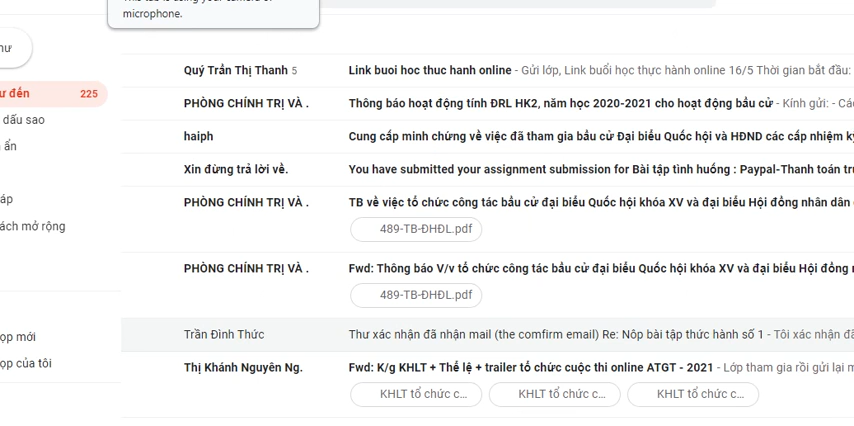 microphone.
Quý Trần Thị Thanh 5 Link buoi hoc thuc hanh online - Gửi lớp, Link buổi học thực hành online 16/5 Thời gian bắt đầu:
đến 225 PHÒNG CHÍNH TRỊ VÀ . Thông báo hoạt động tính ĐRL HK2, năm học 2020-2021 cho hoạt động bầu cử - Kính gửi: -
dấu sao
haiph Cung cấp minh chứng về việc đã tham gia bầu cử Đại biểu Quốc hội và HĐND các cấp nhiệm
ẩn
Xin đừng trả lời về. You have submitted your assignment submission for Bài tập tình huống : Paypal-Thanh toán
PHÒNG CHÍNH TRỊ VÀ . TB về việc tổ chức công tác bầu cử đại biểu Quốc hội khóa XV và đại biểu Hội đồng nhân dân
mở rộng
489-TB-ĐHĐL.pdf
PHÒNG CHÍNH TRỊ VÀ . Fwd: Thông báo V/v tổ chức công tác bầu cử đại biểu Quốc hội khóa XV và đại biểu Hội đồng
489-TB-ĐHĐL.pdf
mới Trần Đình Thức Thư xác nhận đã nhận mail (the comfirm email) Re: Nôp bài tập thức hành số 1 - Tôi xác nhận
của tôi Thị Khánh Nguyên Ng. Fwd: K/g KHLT + Thể lệ + trailer tổ chức cuộc thi online ATGT - 2021 - Lớp tham gia rồi gửi lại
KHLT tổ chức c... KHLT tổ chức c... KHLT tổ chức c...